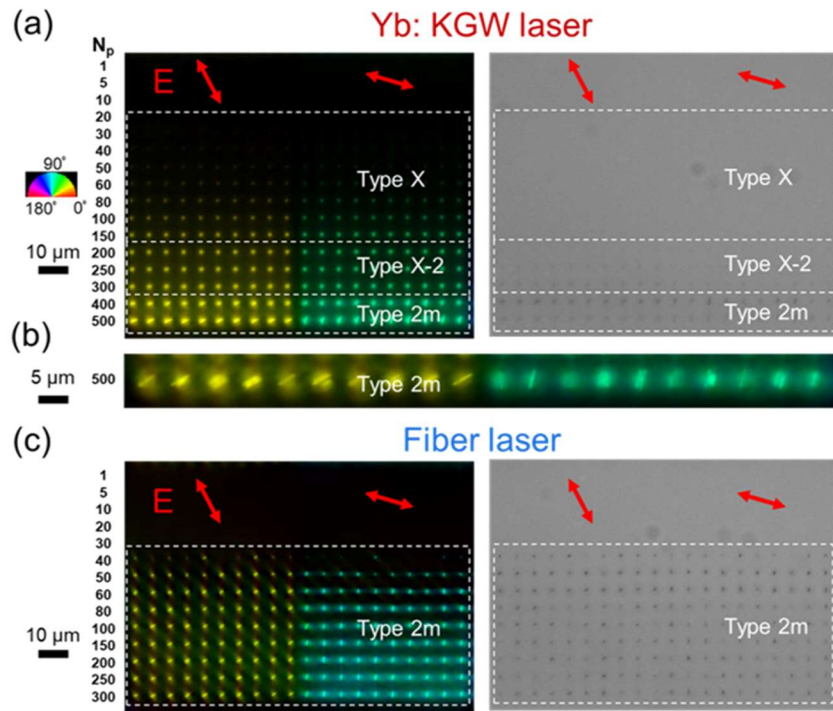 (a)
Yb: KGW laser
Np
1
5
10
20
30
50
60
80
100
150
200
250
300
400
500
E
90°
180° 0°
10 µm
Type X
Type X-2
Type 2m
Type X
Type X-2
Type 2m
(b)
5 µm
500
Type 2m
(c)
Fiber laser
1
5
10
20
30
40
50
60
80
100
150
200
250
300
E
10 µm
Type 2m
Type 2m